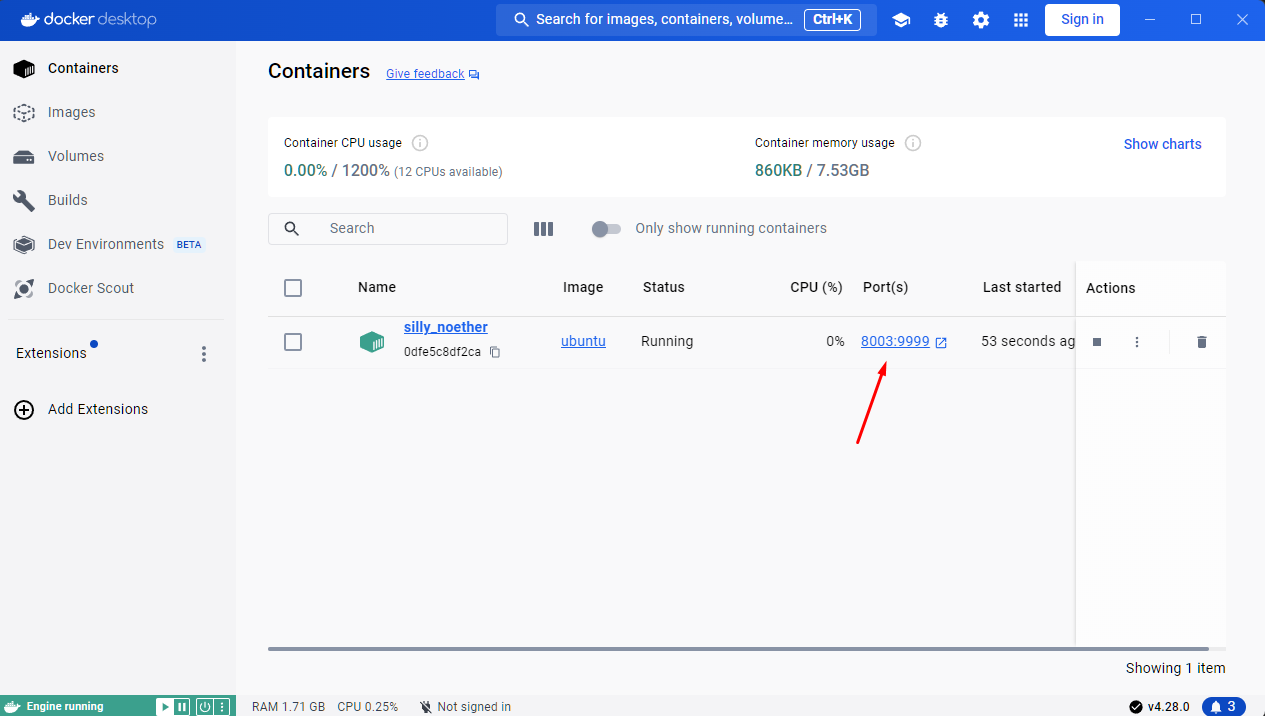 docker desktop
Search for images, containers, volume... Ctrl+K
Sign in
Containers
Images
Volumes
Builds
Dev Environments BETA
Docker Scout
Extensions
Add Extensions
Containers Give feedback
Container CPU usage
0.00% / 1200% (12 CPUs available)
Container memory usage
860KB / 7.53GB
Show charts
Search
Only show running containers
Name Image Status CPU (%) Port(s) Last started Actions
silly_noether
0dfe5c8df2ca
ubuntu Running 0% 8003:9999 53 seconds ag
Showing 1 item
Engine running
RAM 1.71 GB CPU 0.25% Not signed in
v4.28.0 3